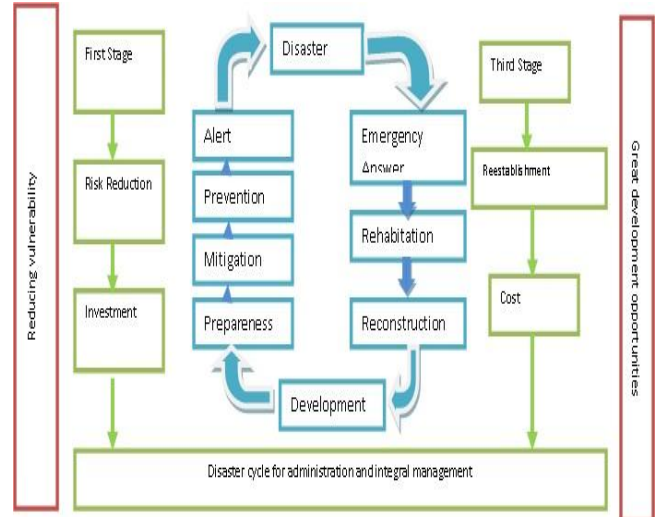 Reducing vulnerability
First Stage
Risk Reduction
Investment
Disaster
Alert
Prevention
Mitigation
Prepareness
Emergency
Answer
Rehabitation
Reconstruction
Development
Third Stage
Reestablishment
Cost
Great development opportunities
Disaster cycle for administration and integral management